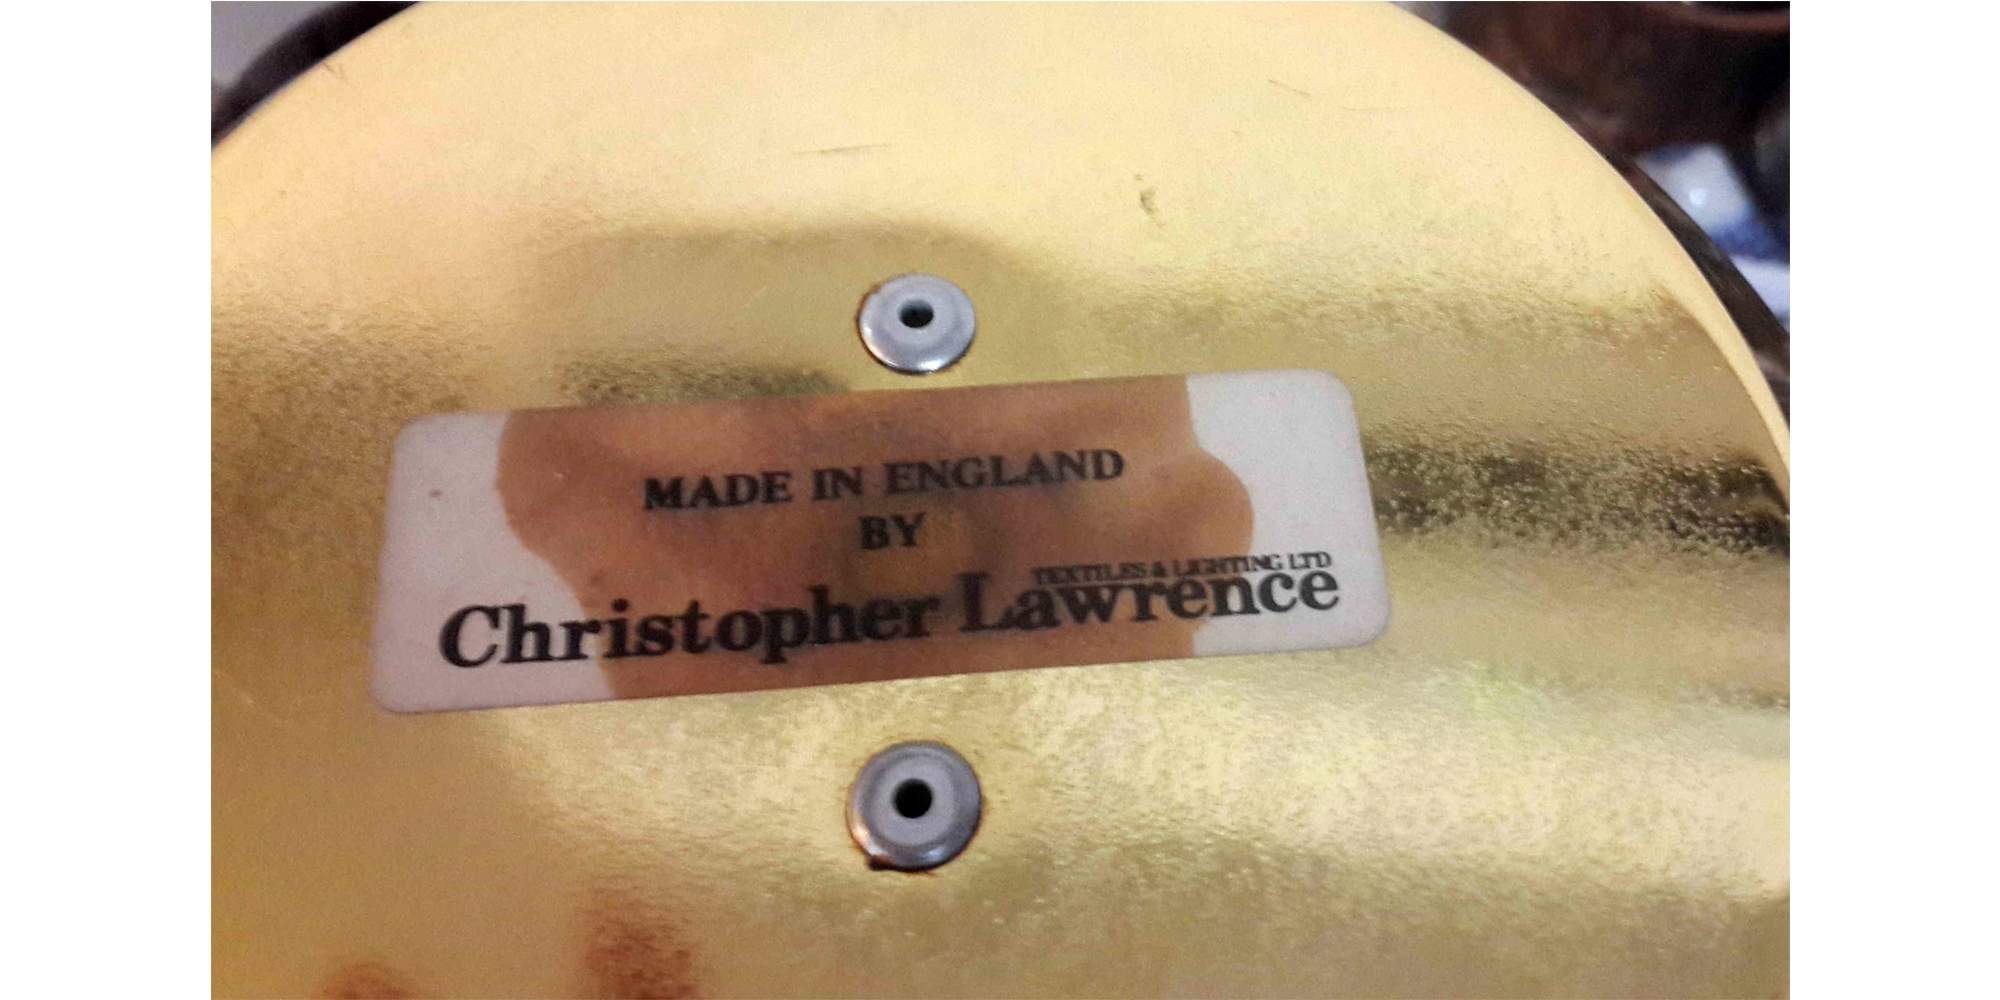 MADE IN ENGLAND
BY
TEXTILES & LIGHTING LTD
Christopher Lawrence